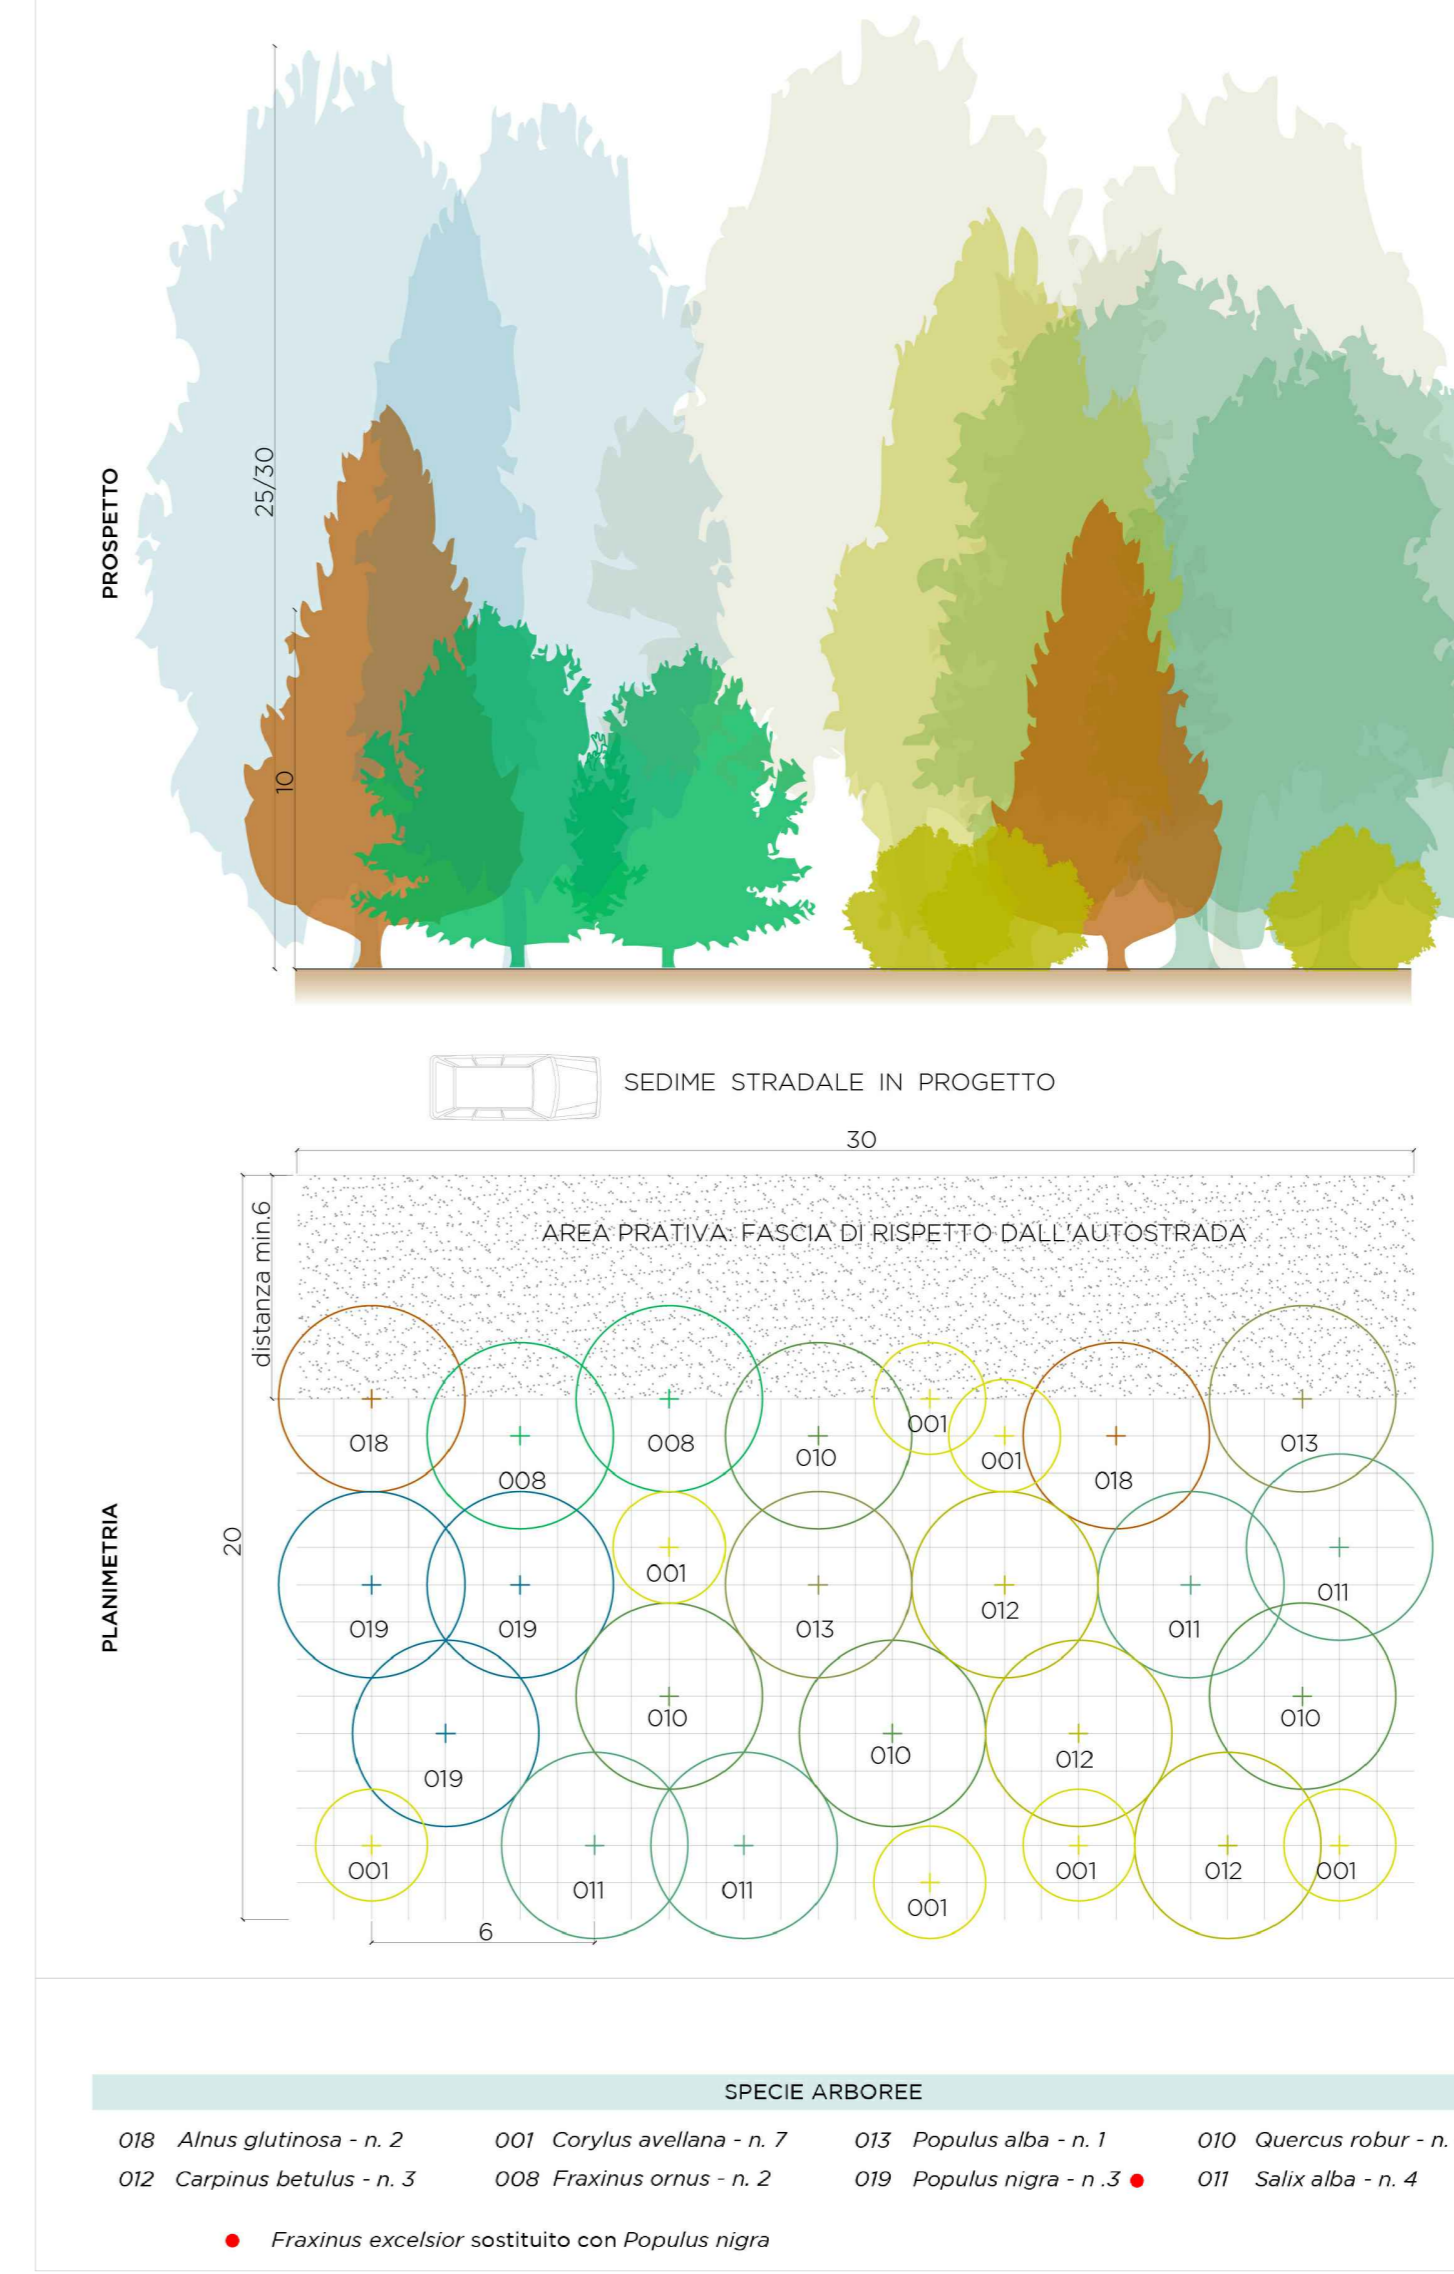 25/30
PROSPETTO
10
SEDIME STRADALE IN PROGETTO
30
distanza min.6
AREA PRATIVA: FASCIA DI RISPETTO DALL'AUTOSTRADA
018
008
008
010
001
001
018
013
20
PLANIMETRIA
019
019
001
013
012
011
011
019
010
010
012
010
001
011
011
001
001
012
001
6
SPECIE ARBOREE
018 Alnus glutinosa - n. 2
001 Corylus avellana - n. 7
013 Populus alba - n. 1
010 Quercus robur - n.
012 Carpinus betulus - n. 3
008 Fraxinus ornus - n. 2
019 Populus nigra - n .3
011 Salix alba - n. 4
Fraxinus excelsior sostituito con Populus nigra